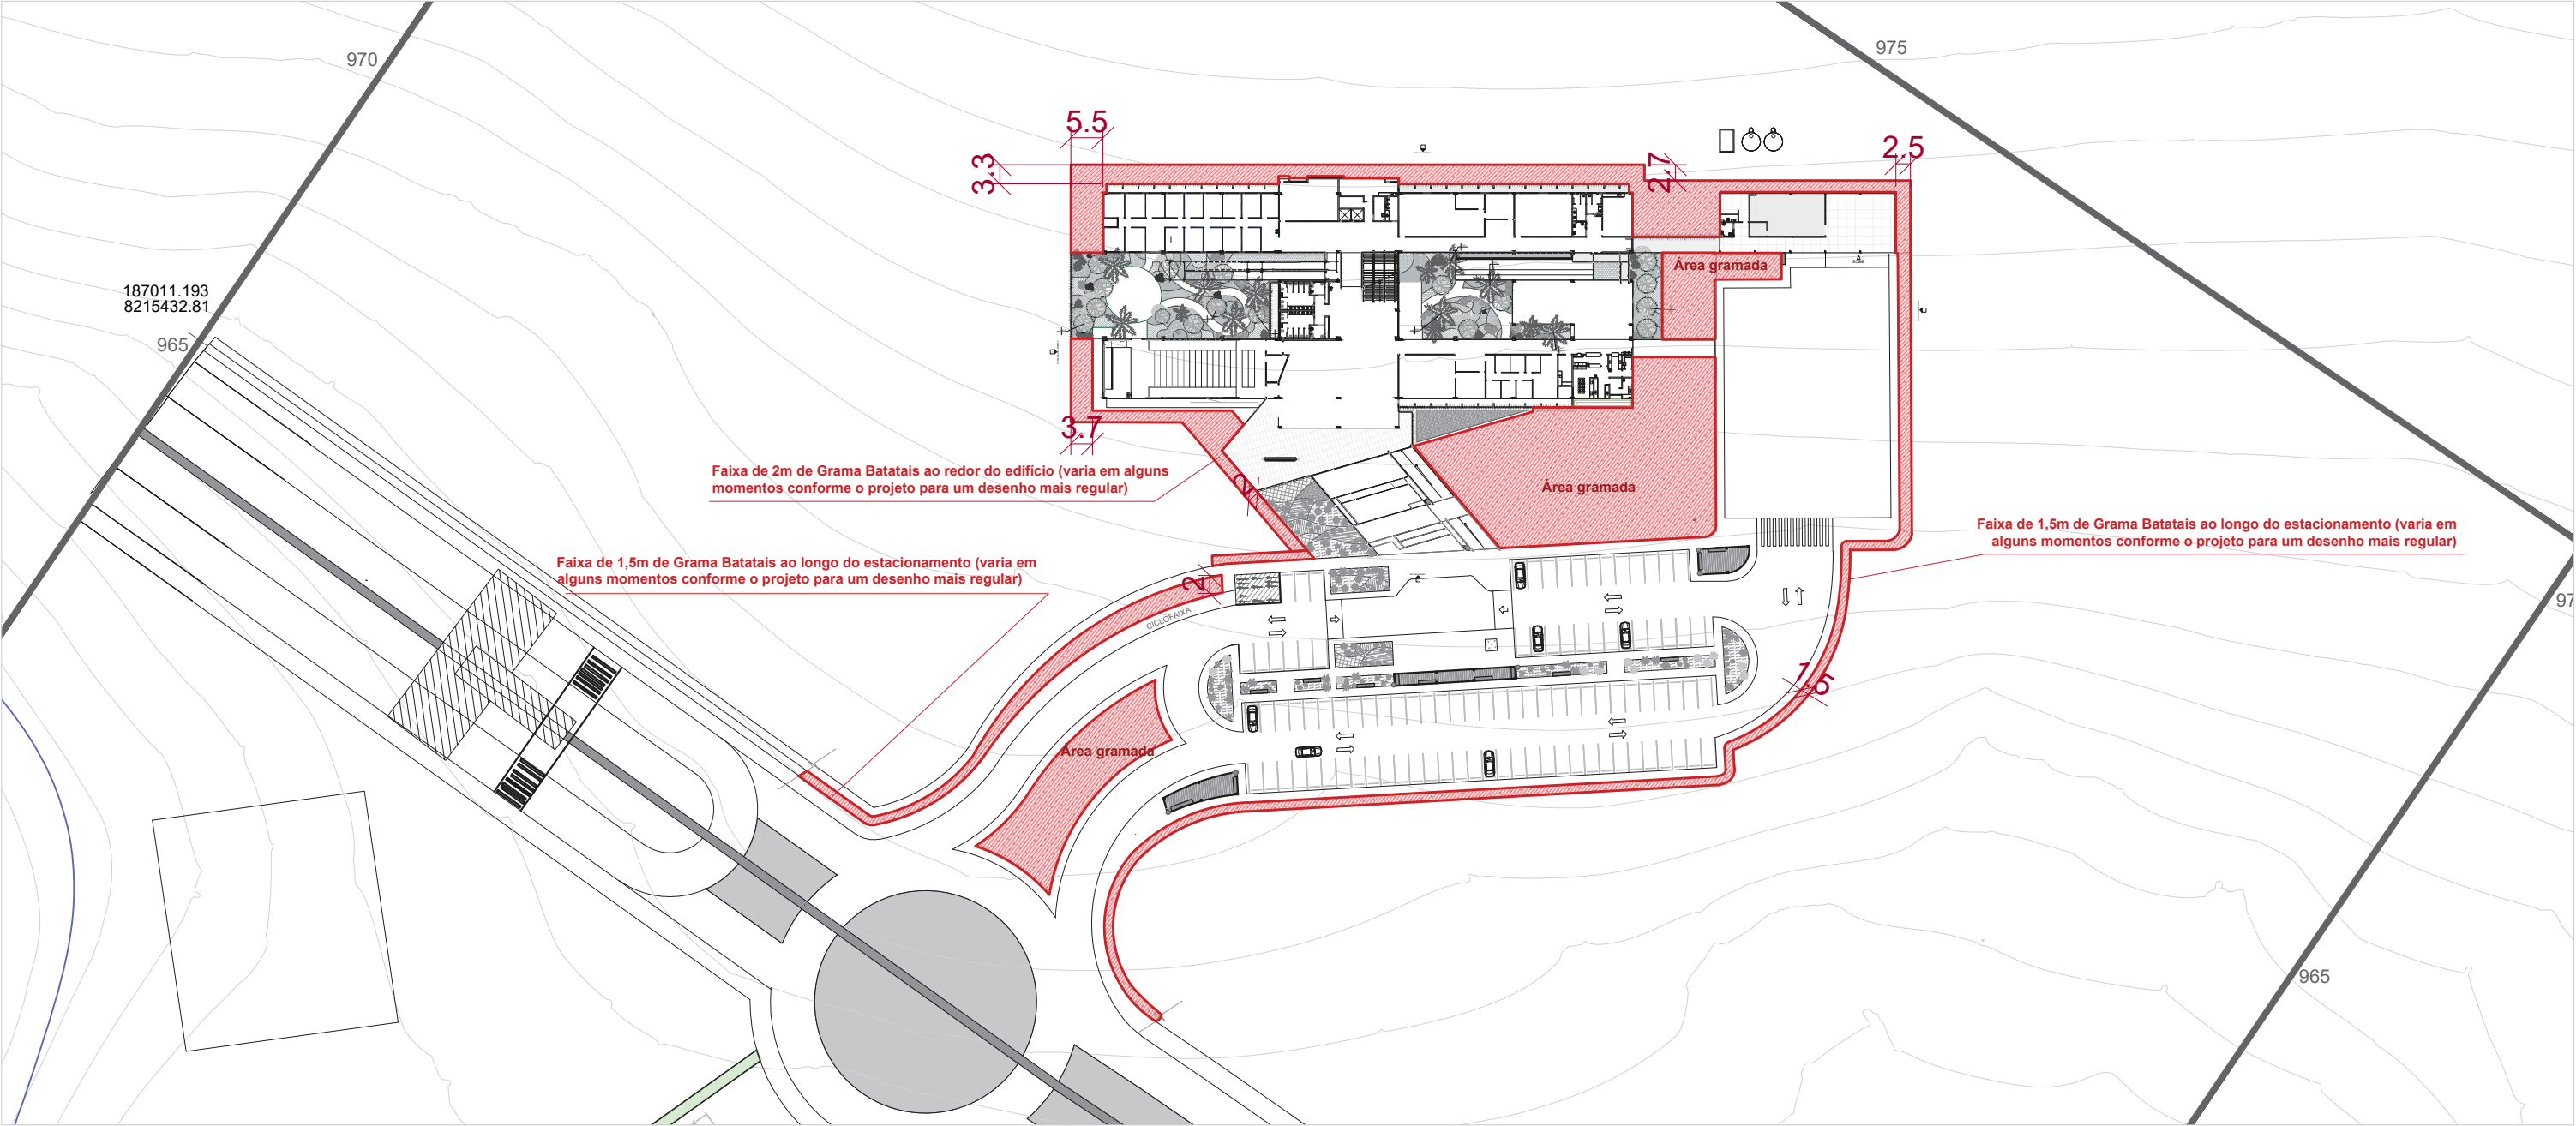 975
970
5.5
3.3
2.7
2.5
187011.193
8215432.81
965
Área gramada
3.7
Faixa de 2m de Grama Batatais ao redor do edifício (varia em alguns
momentos conforme o projeto para um desenho mais regular)
2
Área gramada
Faixa de 1,5m de Grama Batatais ao longo do estacionamento (varia em
alguns momentos conforme o projeto para um desenho mais regular)
Faixa de 1,5m de Grama Batatais ao longo do estacionamento (varia em
alguns momentos conforme o projeto para um desenho mais regular)
2
CICLOFAIXA
97
1.5
Área gramada
965